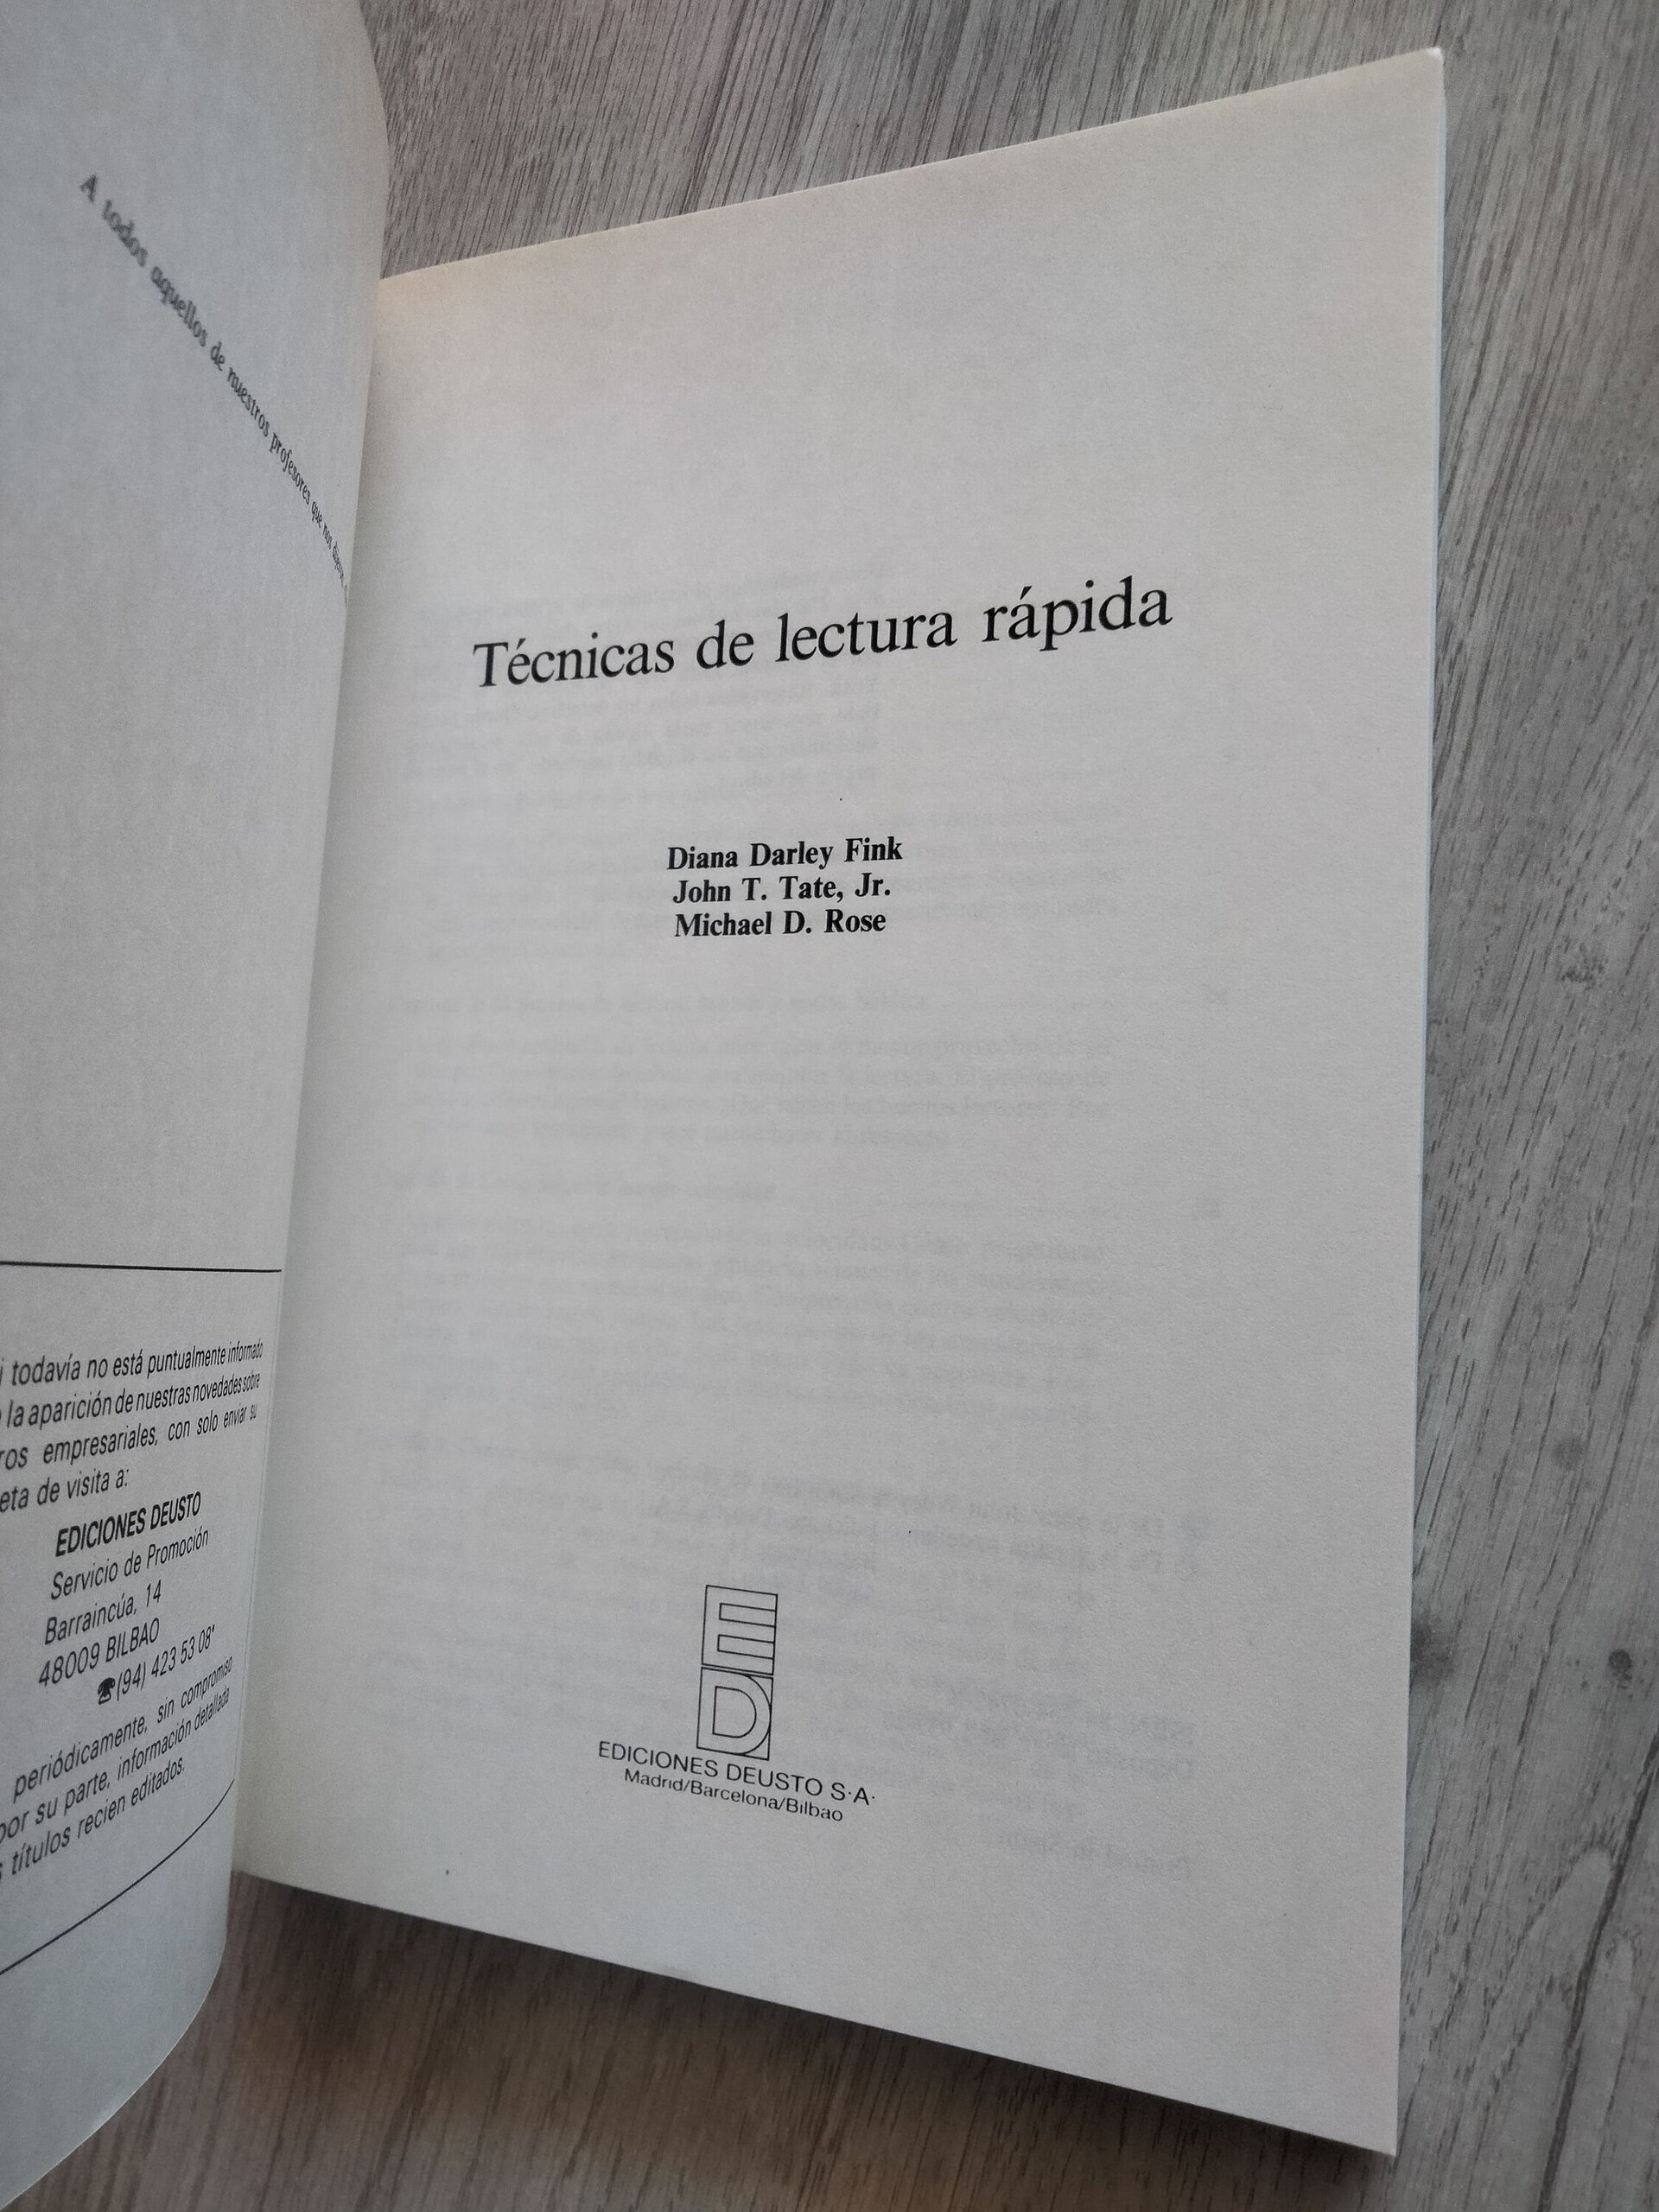 A todos aquellos de nuestros profesores que nos
todavía no está puntualmente informado
la aparición de nuestras novedades sobre
empresariales, con solo enviar su
de visita a:
EDICIONES DEUSTO
Servicio de Promoción
Barraincúa, 14
48009 BILBAO
☎(94) 423 53 08*
periódicamente, sin compromiso
por su parte, información detallada
títulos recien editados.
Técnicas de lectura rápida
Diana Darley Fink
John T. Tate, Jr.
Michael D. Rose
ED
EDICIONES DEUSTO S.A.
Madrid/Barcelona/Bilbao